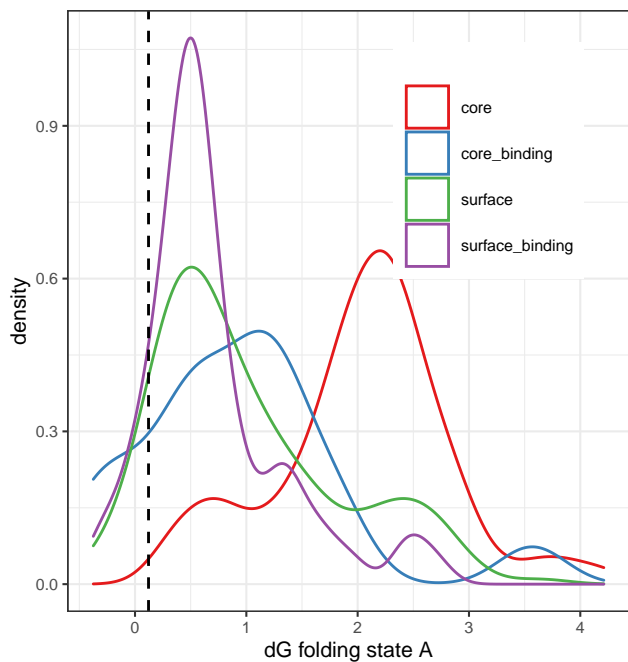 core
core_binding
surface
surface_binding
density
0.9
0.6
0.3
0.0
0
1
2
3
4
dG folding state A